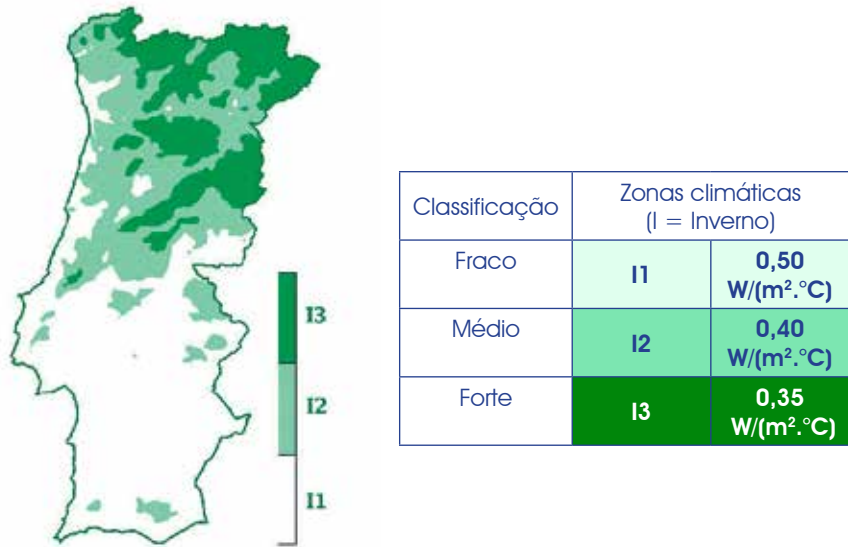 I3
I2
I1
Classificação
Zonas climáticas
(I = Inverno)
Fraco
I1
0,50
W/(m².°C)
Médio
I2
0,40
W/(m².°C)
Forte
I3
0,35
W/(m².°C)